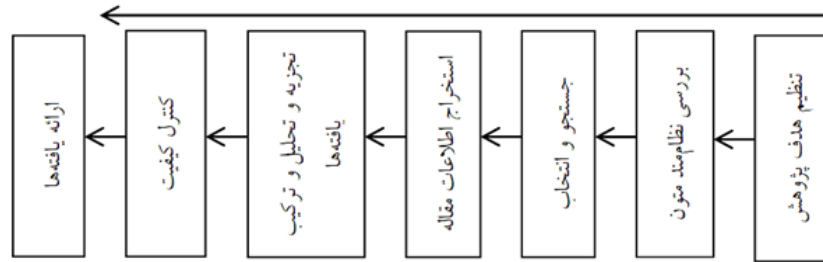 تنظیم هدف پژوهش
بررسی نظام‌مند متون
جستجو و انتخاب
استخراج اطلاعات مقاله
تجزیه و تحلیل و ترکیب
یافته‌ها
کنترل کیفیت
ارائه یافته‌ها